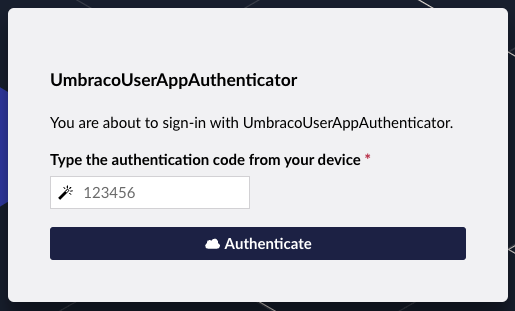 UmbracoUserAppAuthenticator
You are about to sign-in with UmbracoUserAppAuthenticator.
Type the authentication code from your device *
123456
Authenticate